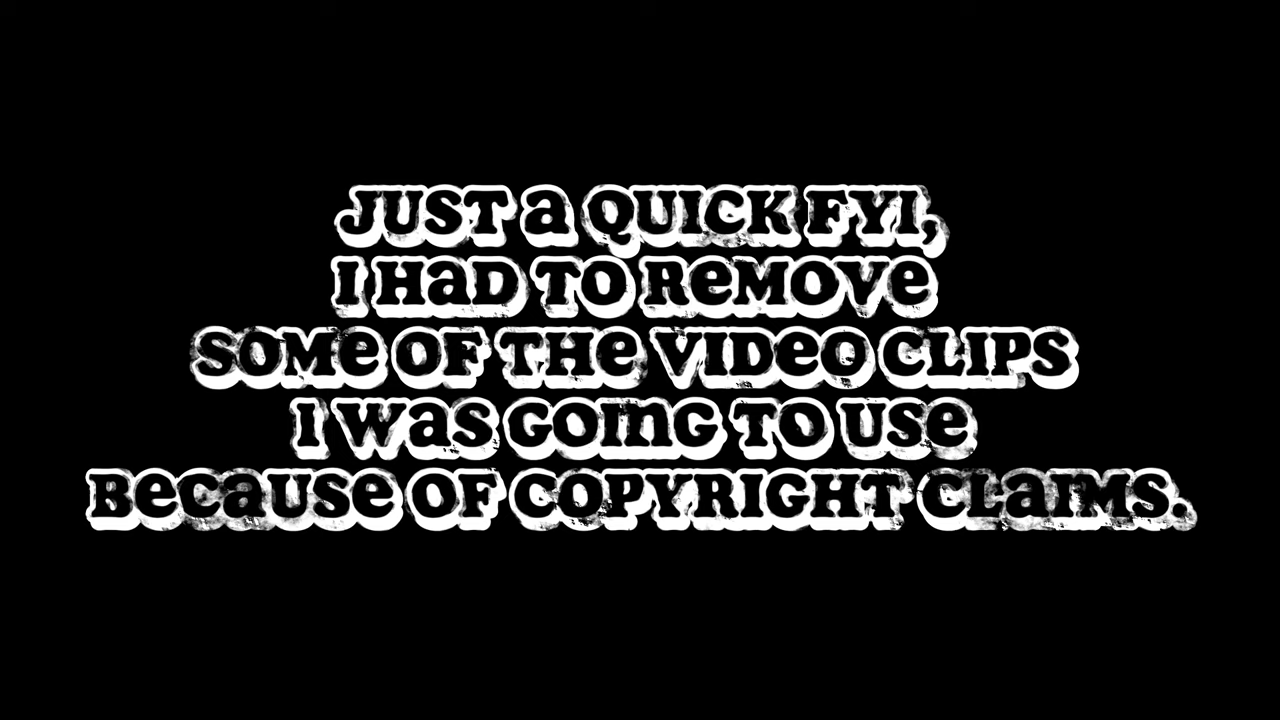 JUST a QUICK FYI,
I HaD TO ReMOVe
SOMe OF THe VIDeO CLIPS
I WaS GOInG TO USe
BeCaUSe OF COPYRIGHT CLaIMS.